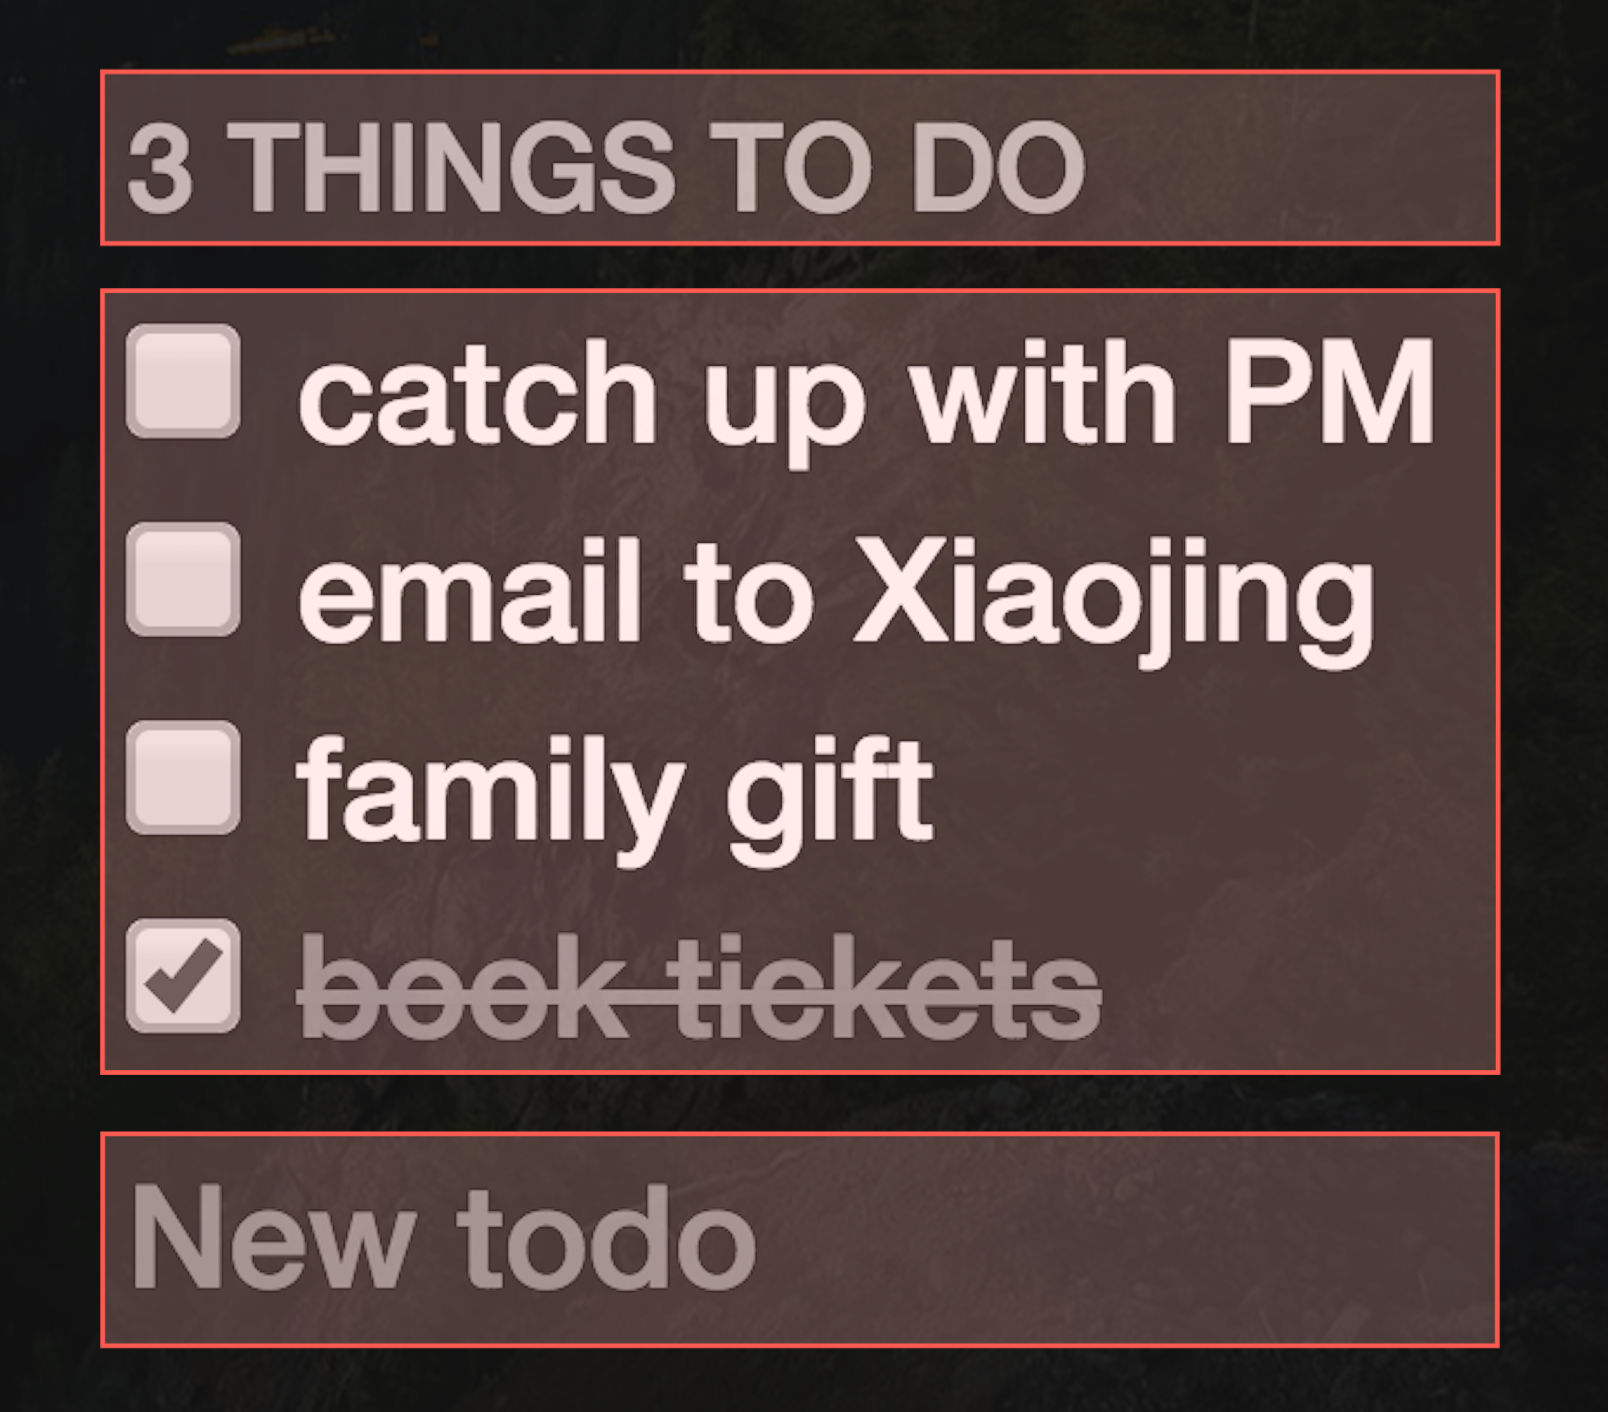 3 THINGS TO DO
catch up with PM
email to Xiaojing
family gift
book tickets
New todo